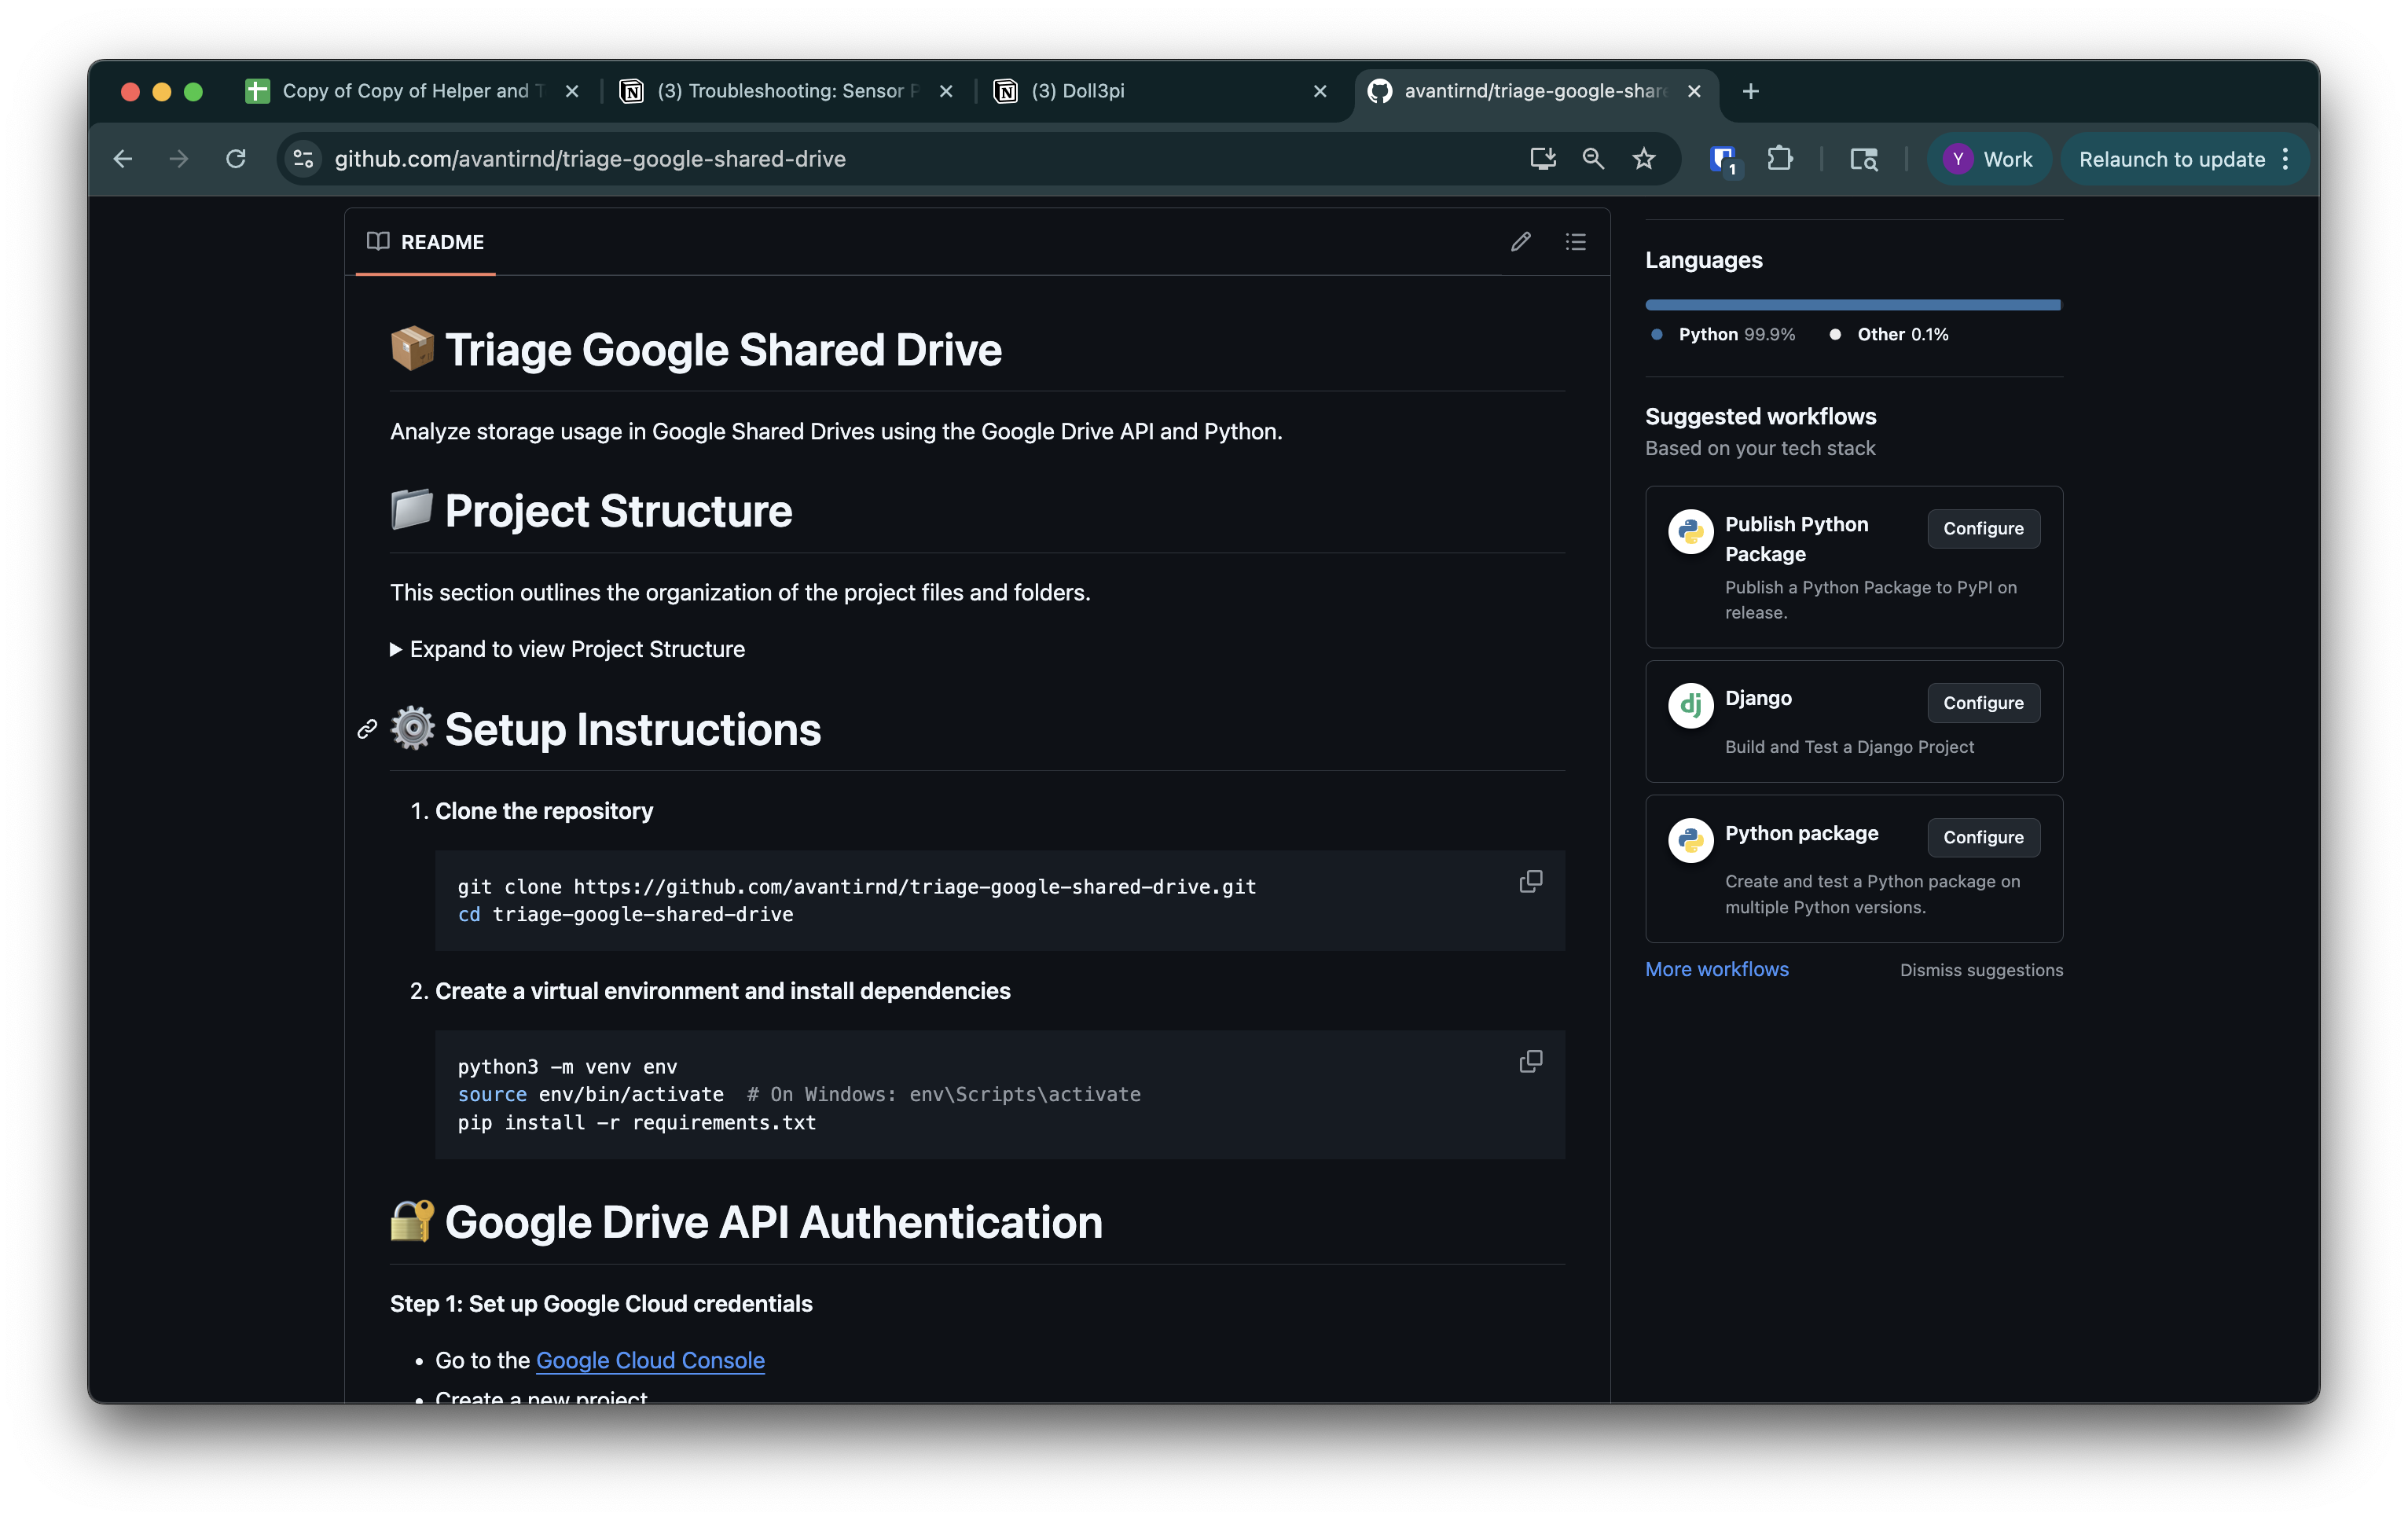 Copy of Copy of Helper and T
(3) Troubleshooting: Sensor P
(3) Doll3pi
avantirnd/triage-google-share
github.com/avantirnd/triage-google-shared-drive
1
Y Work
Relaunch to update
README
Triage Google Shared Drive
Analyze storage usage in Google Shared Drives using the Google Drive API and Python.
Project Structure
This section outlines the organization of the project files and folders.
Expand to view Project Structure
Setup Instructions
1. Clone the repository
git clone https://github.com/avantirnd/triage-google-shared-drive.git
cd triage-google-shared-drive
2. Create a virtual environment and install dependencies
python3 -m venv env
source env/bin/activate  # On Windows: env\Scripts\activate
pip install -r requirements.txt
Google Drive API Authentication
Step 1: Set up Google Cloud credentials
• Go to the Google Cloud Console
• Create a new project
Languages
Python 99.9%
Other 0.1%
Suggested workflows
Based on your tech stack
Publish Python
Package
Configure
Publish a Python Package to PyPI on
release.
dj
Django
Configure
Build and Test a Django Project
Python package
Configure
Create and test a Python package on
multiple Python versions.
More workflows
Dismiss suggestions